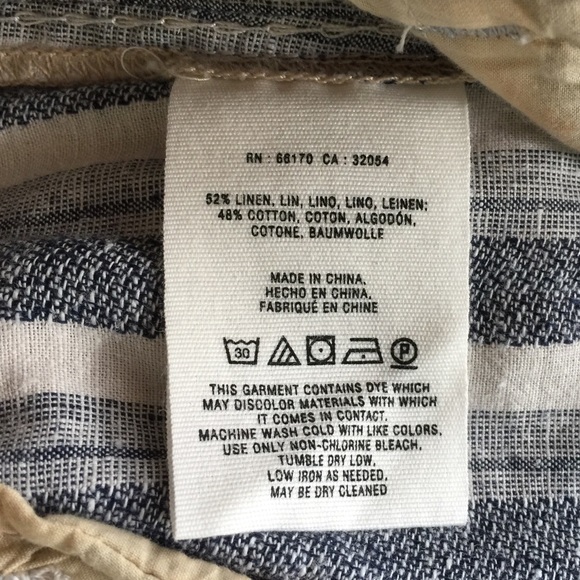 RN : 66170 CA : 32054
52% LINEN, LIN, LINO, LINO, LEINEN;
48% COTTON, COTON, ALGODÓN,
COTONE, BAUMWOLLE
MADE IN CHINA,
HECHO EN CHINA,
FABRIQUÉ EN CHINE
30 P
THIS GARMENT CONTAINS DYE WHICH
MAY DISCOLOR MATERIALS WITH WHICH
IT COMES IN CONTACT.
MACHINE WASH COLD WITH LIKE COLORS.
USE ONLY NON-CHLORINE BLEACH.
TUMBLE DRY LOW.
LOW IRON AS NEEDED.
MAY BE DRY CLEANED